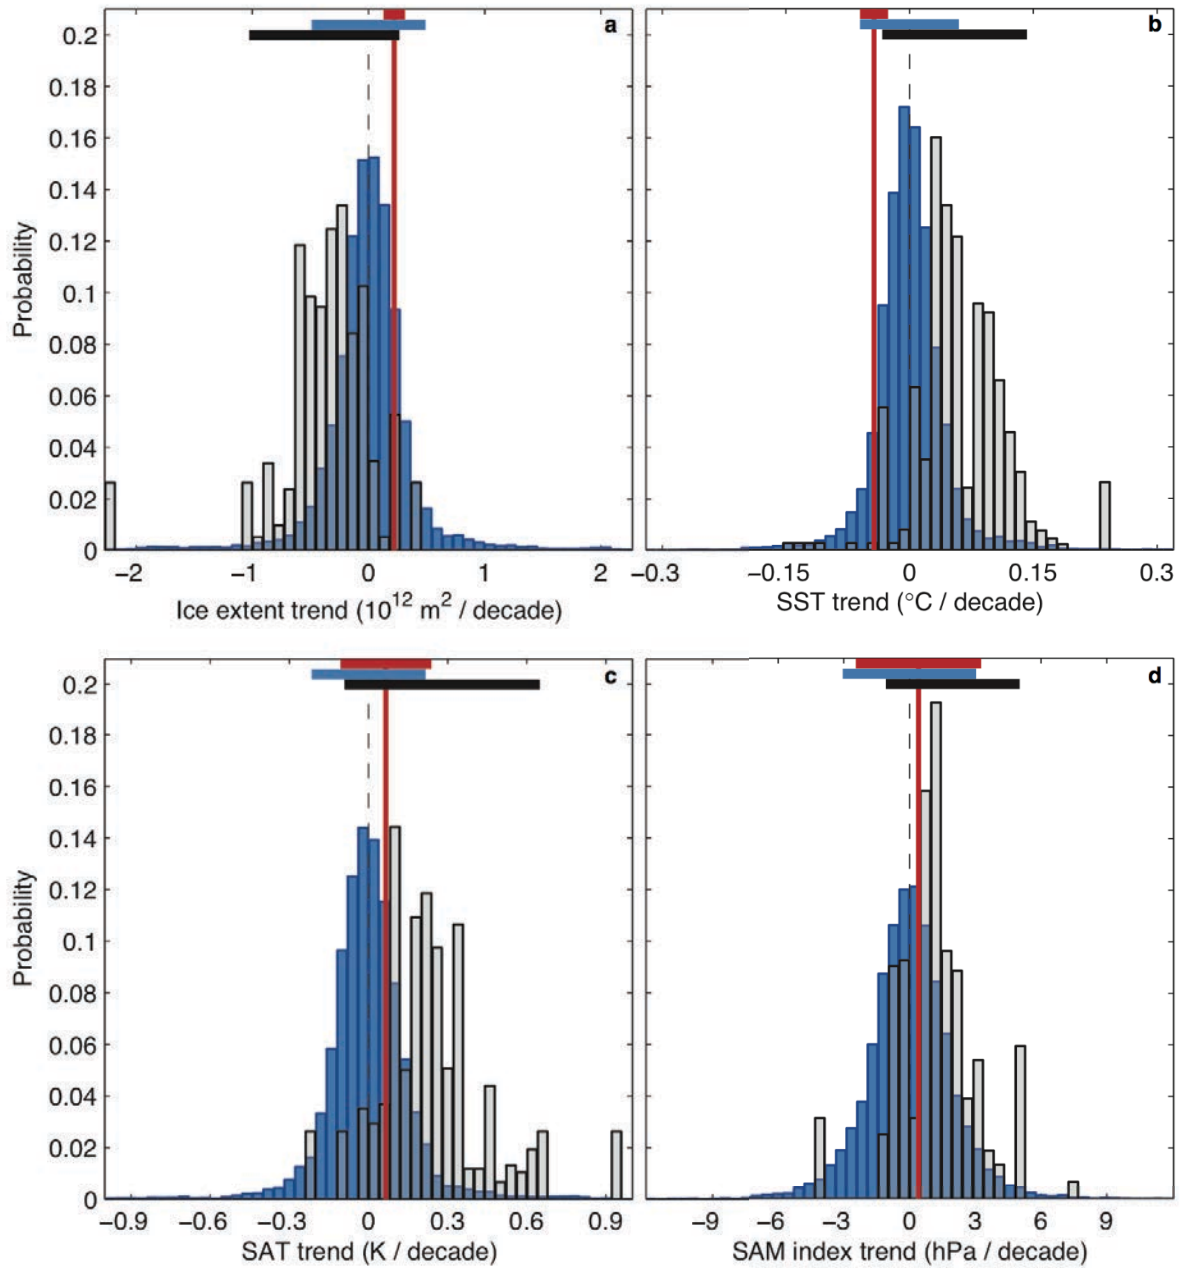 a
b
0.2
0.18
0.16
0.14
0.12
0.1
0.08
0.06
0.04
0.02
0
Probability
−2 −1 0 1 2
−0.3 −0.15 0 0.15 0.3
Ice extent trend (10¹² m² / decade)
SST trend (°C / decade)
c
d
0.2
0.18
0.16
0.14
0.12
0.1
0.08
0.06
0.04
0.02
0
Probability
−0.9 −0.6 −0.3 0 0.3 0.6 0.9
−9 −6 −3 0 3 6 9
SAT trend (K / decade)
SAM index trend (hPa / decade)